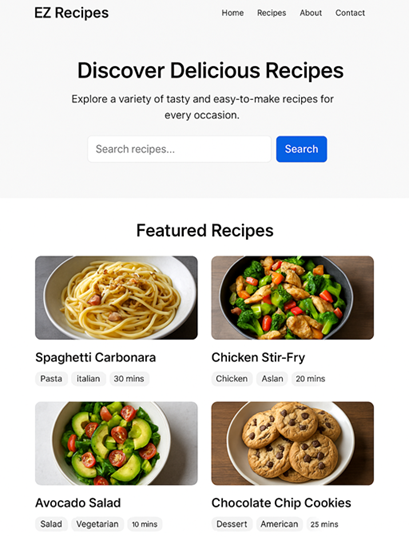 EZ Recipes
Home Recipes About Contact
Discover Delicious Recipes
Explore a variety of tasty and easy-to-make recipes for
every occasion.
Search recipes... Search
Featured Recipes
Spaghetti Carbonara
Pasta italian 30 mins
Chicken Stir-Fry
Chicken Aslan 20 mins
Avocado Salad
Salad Vegetarian 10 mins
Chocolate Chip Cookies
Dessert American 25 mins